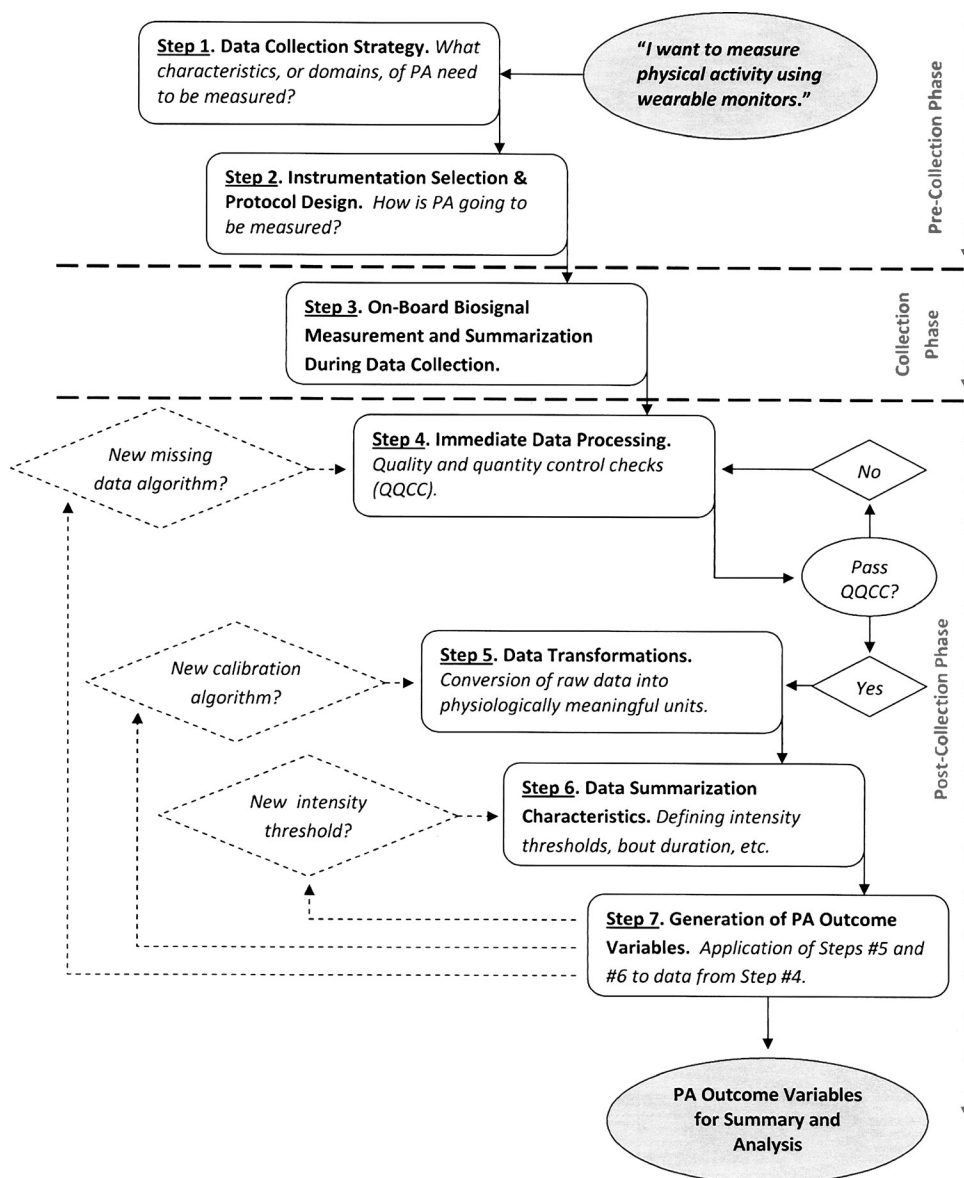 Step 1. Data Collection Strategy. What
characteristics, or domains, of PA need
to be measured?
“I want to measure
physical activity using
wearable monitors.”
Pre-Collection Phase
Step 2. Instrumentation Selection &
Protocol Design. How is PA going to
be measured?
Step 3. On-Board Biosignal
Measurement and Summarization
During Data Collection.
Collection
Phase
New missing
data algorithm?
Step 4. Immediate Data Processing.
Quality and quantity control checks
(QQCC).
No
Pass
QQCC?
Post-Collection Phase
New calibration
algorithm?
Step 5. Data Transformations.
Conversion of raw data into
physiologically meaningful units.
Yes
New intensity
threshold?
Step 6. Data Summarization
Characteristics. Defining intensity
thresholds, bout duration, etc.
Step 7. Generation of PA Outcome
Variables. Application of Steps #5 and
#6 to data from Step #4.
PA Outcome Variables
for Summary and
Analysis